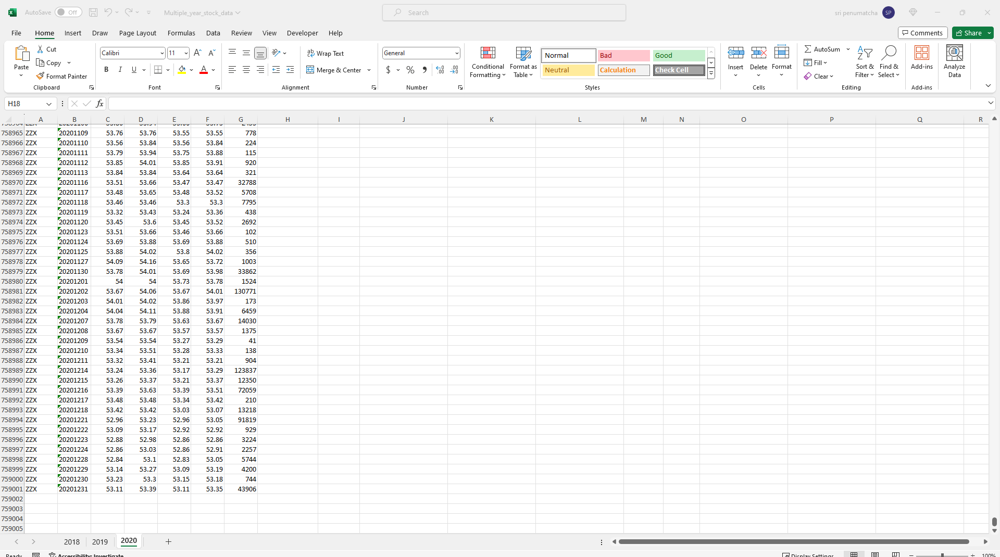 AutoSave Off Multiple_year_stock_data Search sri penumatcha SP
File Home Insert Draw Page Layout Formulas Data Review View Developer Help Comments Share
Paste Cut Copy Format Painter Clipboard
Calibri 11 B I U A Font
Wrap Text Merge & Center Alignment
General $ % Number
Conditional Formatting Format as Table Normal Bad Good Neutral Calculation Check Cell Styles
Insert Delete Format Cells
AutoSum Fill Clear Sort & Filter Find & Select Editing
Add-ins Add-ins Analyze Data
H18 fx
A B C D E F G H I J K L M N O P Q R
758965 ZZX 20201109 53.76 53.76 53.55 53.55 778
758966 ZZX 20201110 53.56 53.84 53.56 53.84 224
758967 ZZX 20201111 53.79 53.94 53.75 53.88 115
758968 ZZX 20201112 53.85 54.01 53.85 53.91 920
758969 ZZX 20201113 53.84 53.84 53.64 53.64 321
758970 ZZX 20201116 53.51 53.66 53.47 53.47 32788
758971 ZZX 20201117 53.48 53.65 53.48 53.52 5708
758972 ZZX 20201118 53.46 53.46 53.3 53.3 7795
758973 ZZX 20201119 53.32 53.43 53.24 53.36 438
758974 ZZX 20201120 53.45 53.6 53.45 53.52 2692
758975 ZZX 20201123 53.51 53.66 53.46 53.66 102
758976 ZZX 20201124 53.69 53.88 53.69 53.88 510
758977 ZZX 20201125 53.88 54.02 53.8 54.02 356
758978 ZZX 20201127 54.09 54.16 53.65 53.72 1003
758979 ZZX 20201130 53.78 54.01 53.69 53.98 33862
758980 ZZX 20201201 54 54 53.73 53.78 1524
758981 ZZX 20201202 53.67 54.06 53.67 54.01 130771
758982 ZZX 20201203 54.01 54.02 53.86 53.97 173
758983 ZZX 20201204 54.04 54.11 53.88 53.91 6459
758984 ZZX 20201207 53.78 53.79 53.63 53.67 14030
758985 ZZX 20201208 53.67 53.67 53.57 53.57 1375
758986 ZZX 20201209 53.54 53.54 53.27 53.29 41
758987 ZZX 20201210 53.34 53.51 53.28 53.33 138
758988 ZZX 20201211 53.32 53.41 53.21 53.21 904
758989 ZZX 20201214 53.24 53.36 53.17 53.29 123837
758990 ZZX 20201215 53.26 53.37 53.21 53.37 12350
758991 ZZX 20201216 53.39 53.63 53.39 53.51 72059
758992 ZZX 20201217 53.48 53.48 53.34 53.42 210
758993 ZZX 20201218 53.42 53.42 53.03 53.07 13218
758994 ZZX 20201221 52.96 53.23 52.96 53.05 91819
758995 ZZX 20201222 53.09 53.17 52.92 52.92 929
758996 ZZX 20201223 52.88 52.98 52.86 52.86 3224
758997 ZZX 20201224 52.86 53.03 52.86 52.91 2257
758998 ZZX 20201228 52.84 53.1 52.83 53.05 5744
758999 ZZX 20201229 53.14 53.27 53.09 53.19 4200
759000 ZZX 20201230 53.23 53.3 53.15 53.18 744
759001 ZZX 20201231 53.11 53.39 53.11 53.35 43906
759002
759003
759004
759005
2018 2019 2020
Ready Accessibility: Investigate Display Settings 100%